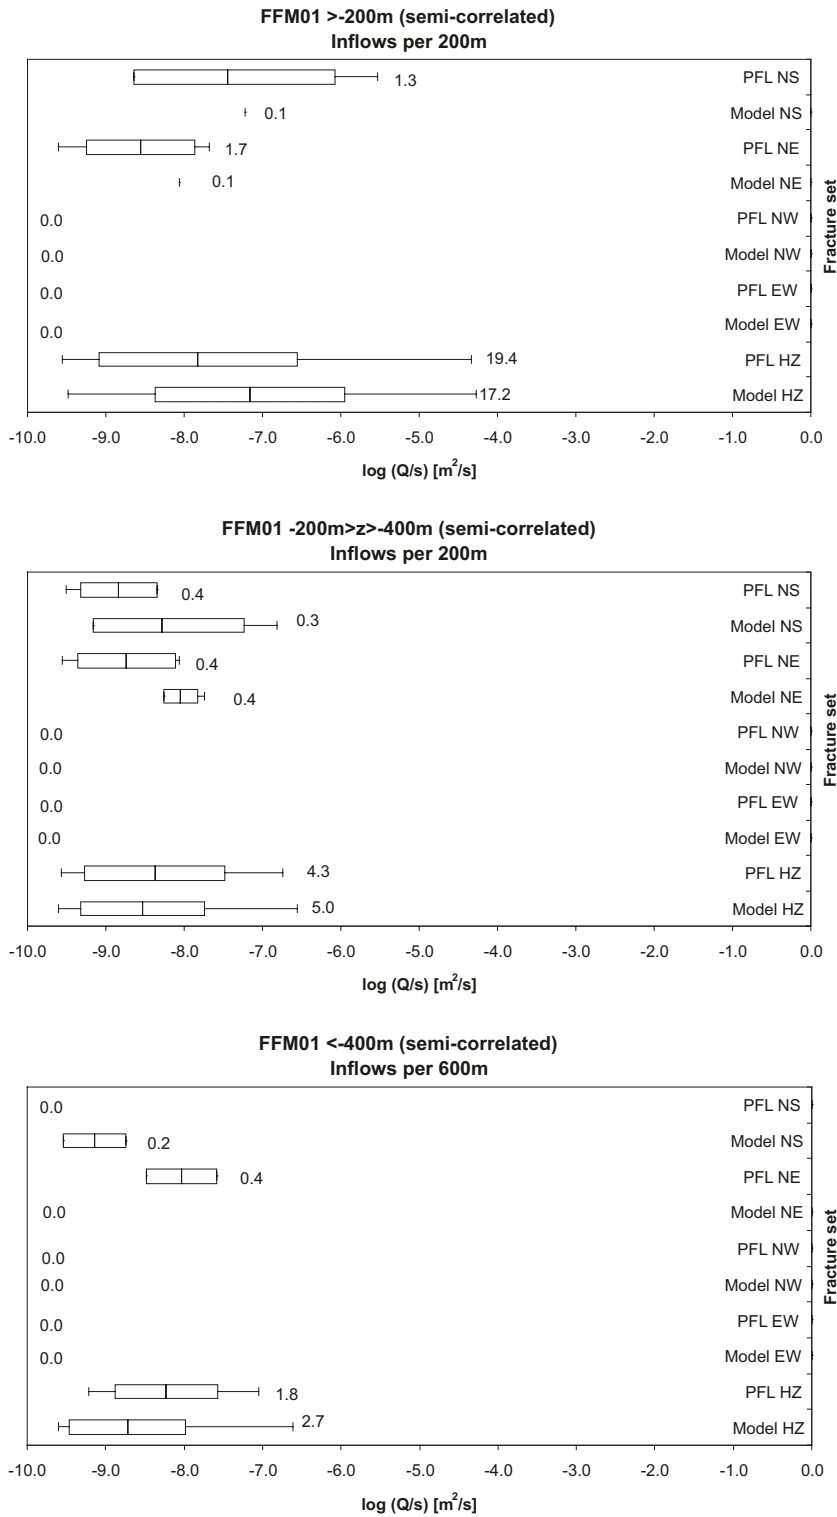 FFM01 >-200m (semi-correlated)
Inflows per 200m
1.3 PFL NS
0.1 Model NS
1.7 PFL NE
0.1 Model NE
0.0 PFL NW
0.0 Model NW
0.0 PFL EW
0.0 Model EW
19.4 PFL HZ
17.2 Model HZ
Fracture set
-10.0 -9.0 -8.0 -7.0 -6.0 -5.0 -4.0 -3.0 -2.0 -1.0 0.0
log (Q/s) [m²/s]
FFM01 -200m>z>-400m (semi-correlated)
Inflows per 200m
0.4 PFL NS
0.3 Model NS
0.4 PFL NE
0.4 Model NE
0.0 PFL NW
0.0 Model NW
0.0 PFL EW
0.0 Model EW
4.3 PFL HZ
5.0 Model HZ
Fracture set
-10.0 -9.0 -8.0 -7.0 -6.0 -5.0 -4.0 -3.0 -2.0 -1.0 0.0
log (Q/s) [m²/s]
FFM01 <-400m (semi-correlated)
Inflows per 600m
0.0 PFL NS
0.2 Model NS
0.4 PFL NE
0.0 Model NE
0.0 PFL NW
0.0 Model NW
0.0 PFL EW
0.0 Model EW
1.8 PFL HZ
2.7 Model HZ
Fracture set
-10.0 -9.0 -8.0 -7.0 -6.0 -5.0 -4.0 -3.0 -2.0 -1.0 0.0
log (Q/s) [m²/s]